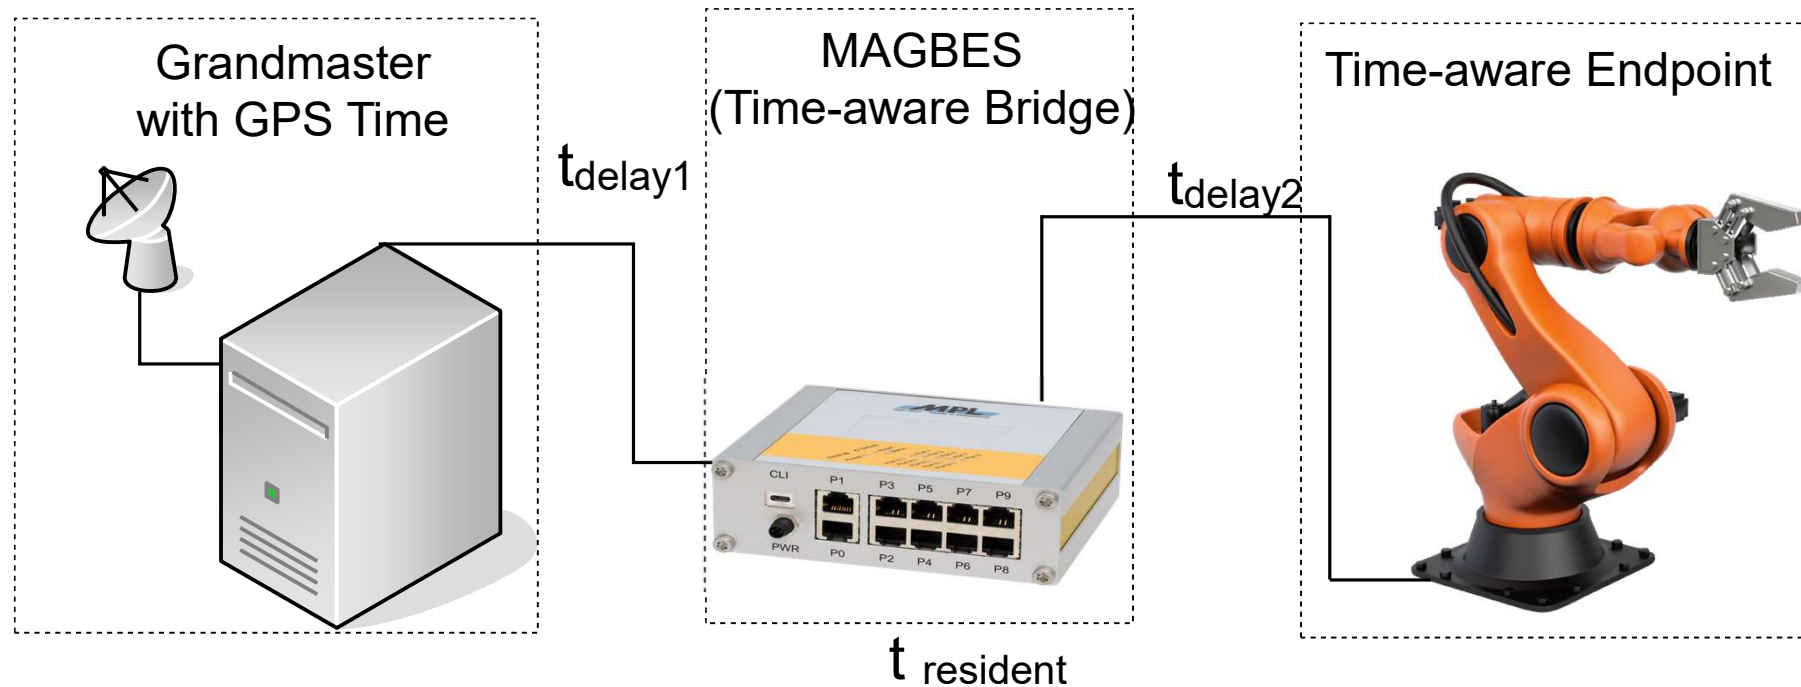 Grandmaster
with GPS Time
MAGBES
(Time-aware Bridge)
Time-aware Endpoint
tdelay1
tdelay2
MPL
CLI
P1
P3
P5
P7
P9
PWR
P0
P2
P4
P6
P8
t resident